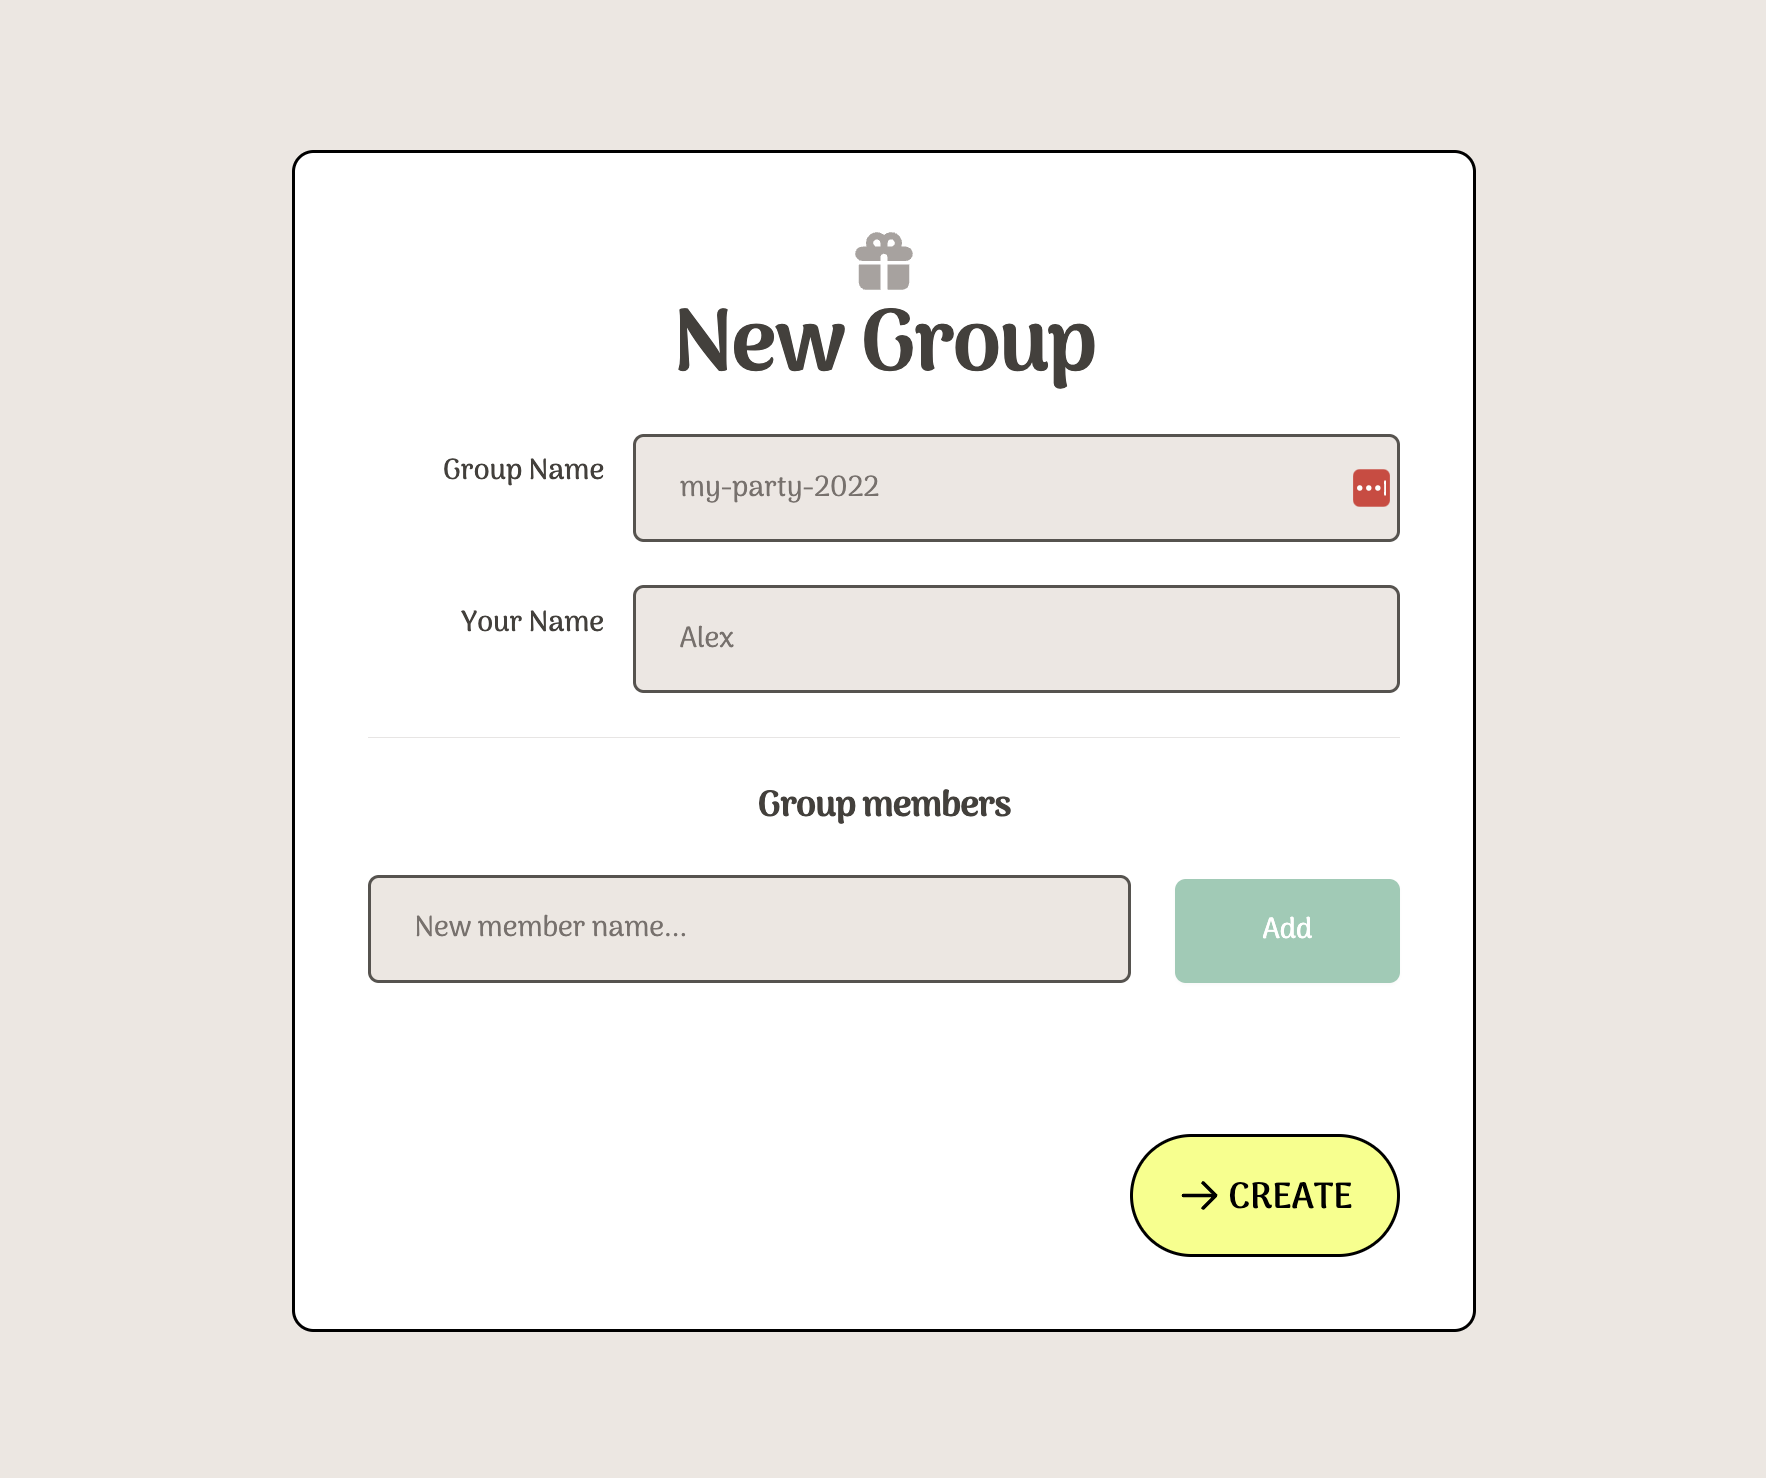 New Group
Group Name
my-party-2022
Your Name
Alex
Group members
New member name...
Add
CREATE